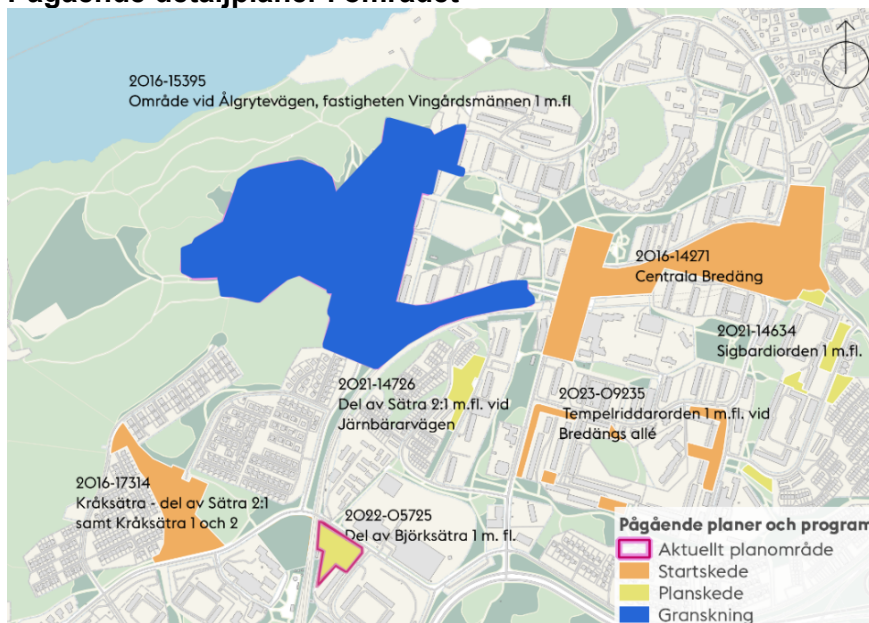 Pågående detaljplaner i området
2016-15395
Område vid Ålgrytevägen, fastigheten Vingårdsmännen 1 m.fl
2016-14271
Centrala Bredäng
2021-14634
Sigbardiorden 1 m.fl.
2021-14726
Del av Sätra 2:1 m.fl. vid
Järnbärarvägen
2023-09235
Tempelriddarorden 1 m.fl. vid
Bredängs allé
2016-17314
Kråksätra - del av Sätra 2:1
samt Kråksätra 1 och 2
2022-05725
Del av Björksätra 1 m. fl.
Pågående planer och program
Aktuellt planområde
Startskede
Planskede
Granskning